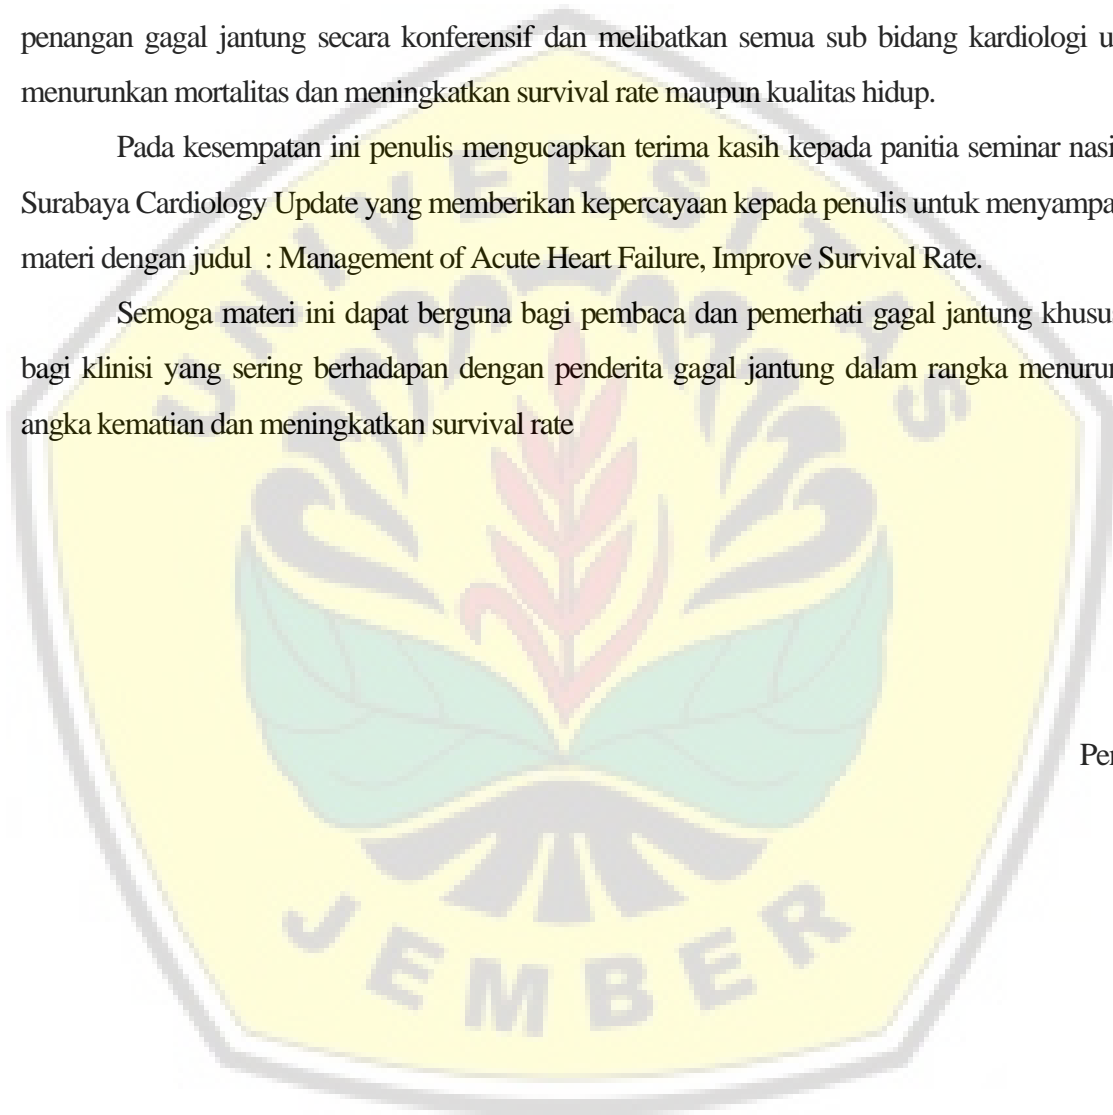 penangan gagal jantung secara konferensif dan melibatkan semua sub bidang kardiologi u
menurunkan mortalitas dan meningkatkan survival rate maupun kualitas hidup.
Pada kesempatan ini penulis mengucapkan terima kasih kepada panitia seminar nasi
Surabaya Cardiology Update yang memberikan kepercayaan kepada penulis untuk menyampa
materi dengan judul : Management of Acute Heart Failure, Improve Survival Rate.
Semoga materi ini dapat berguna bagi pembaca dan pemerhati gagal jantung khusus
bagi klinisi yang sering berhadapan dengan penderita gagal jantung dalam rangka menurun
angka kematian dan meningkatkan survival rate
Per
UNIVERSITAS
JEMBER